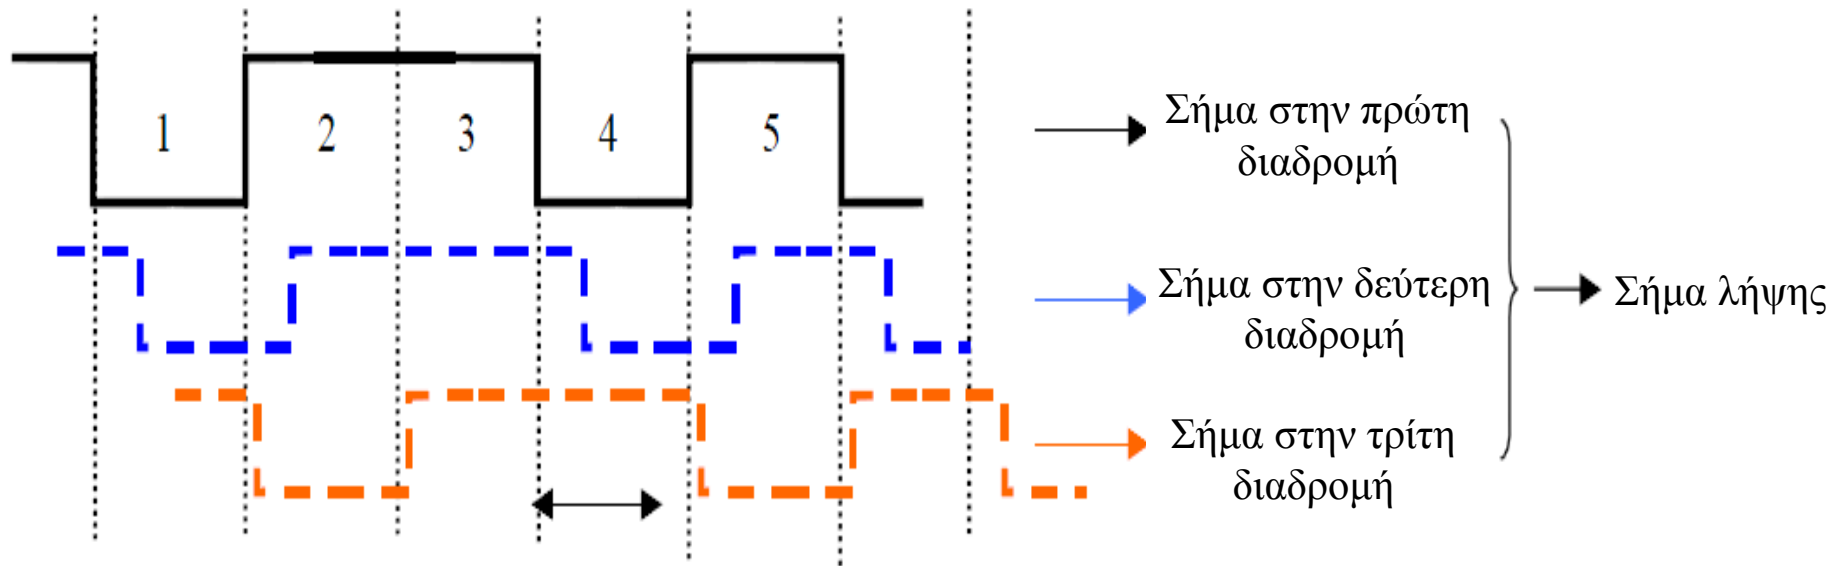 1 2 3 4 5
Σήμα στην πρώτη
διαδρομή
Σήμα στην δεύτερη
διαδρομή
Σήμα λήψης
Σήμα στην τρίτη
διαδρομή